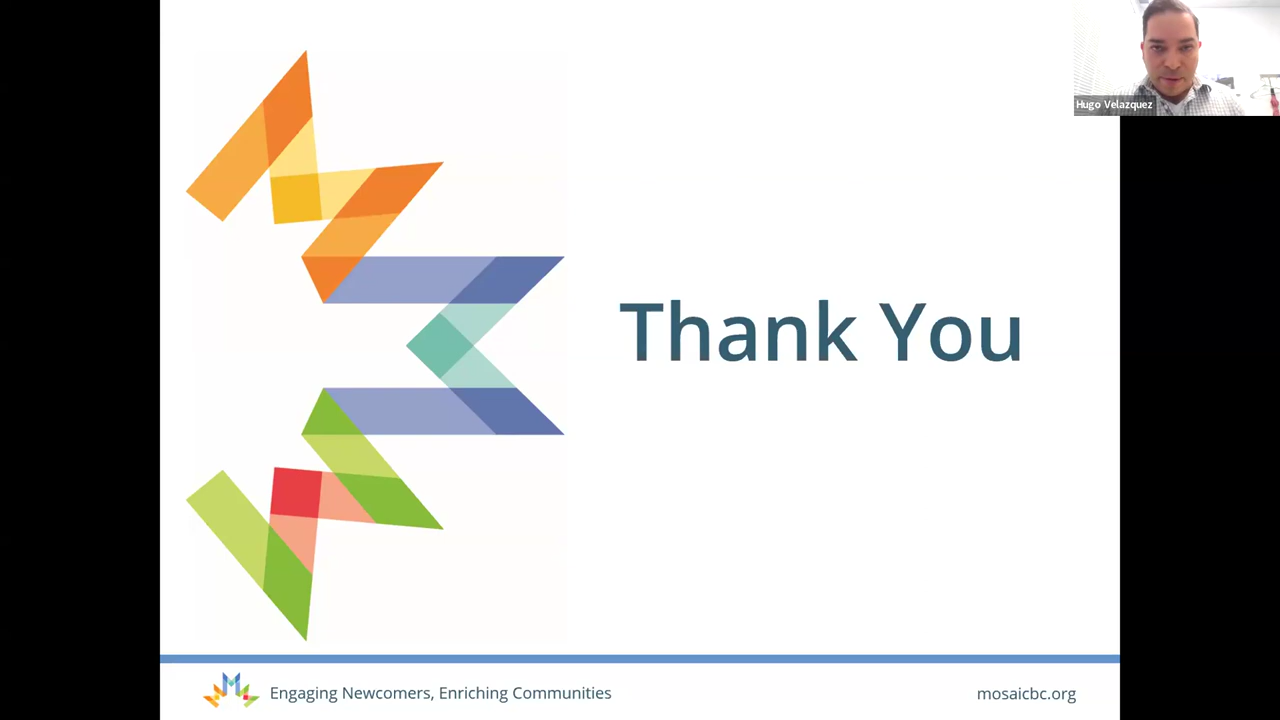 Hugo Velazquez
Thank You
Engaging Newcomers, Enriching Communities
mosaicbc.org